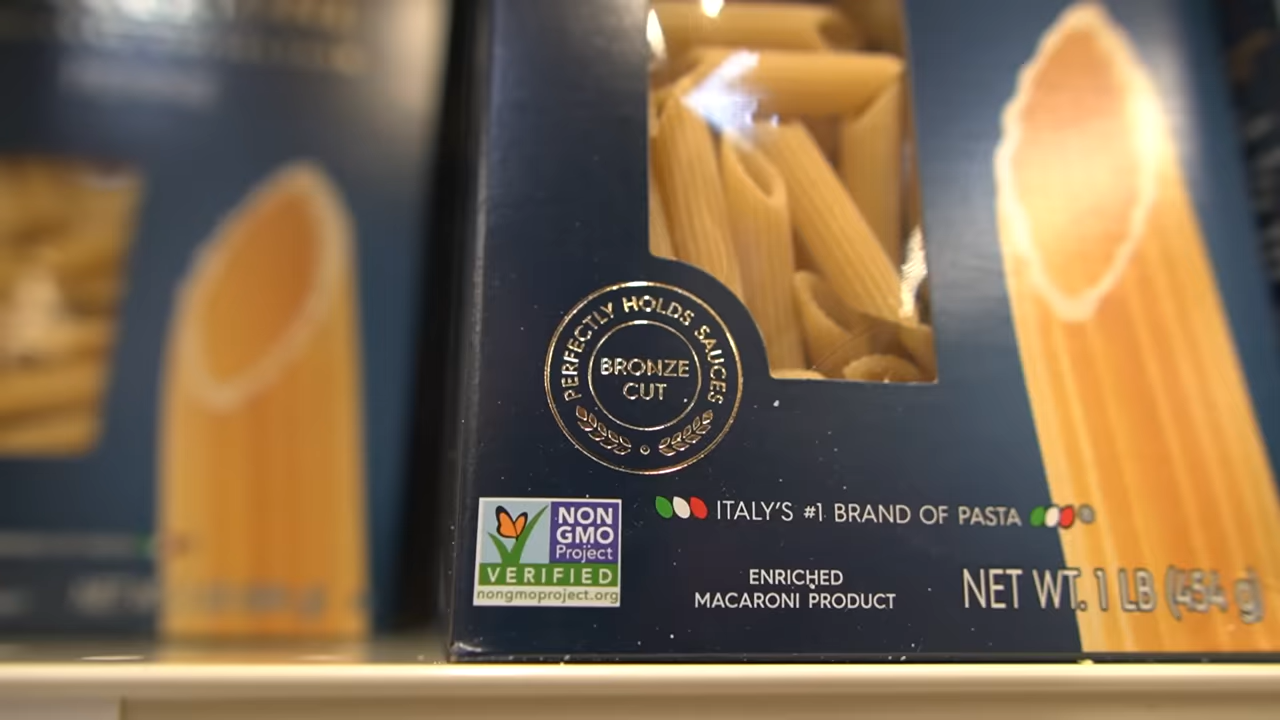 PERFECTLY HOLDS SAUCES
BRONZE
CUT
ITALY'S #1 BRAND OF PASTA
NON
GMO
Project
VERIFIED
nongmoproject.org
ENRICHED
MACARONI PRODUCT
NET WT. 1 LB (454 g)